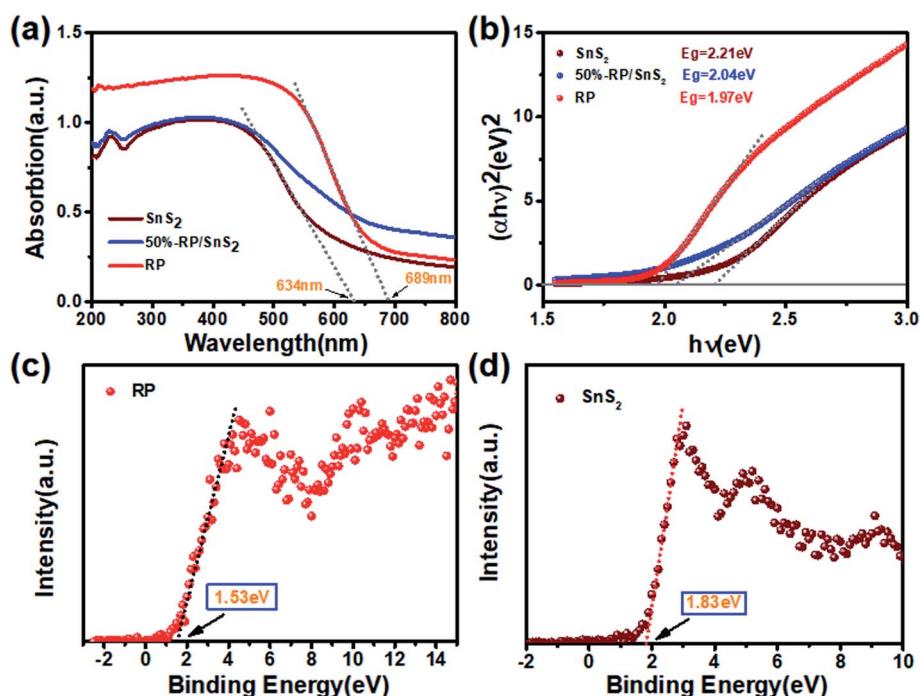 (a)
1.5
1.0
0.5
0.0
Absorbtion(a.u.)
SnS2
50%-RP/SnS2
RP
634nm
689nm
200 300 400 500 600 700 800
Wavelength(nm)
(b)
15
10
5
0
(αhν)²(eV)²
SnS2 Eg=2.21eV
50%-RP/SnS2 Eg=2.04eV
RP Eg=1.97eV
1.5 2.0 2.5 3.0
hν(eV)
(c)
RP
Intensity(a.u.)
1.53eV
-2 0 2 4 6 8 10 12 14
Binding Energy(eV)
(d)
SnS2
Intensity(a.u.)
1.83eV
-2 0 2 4 6 8 10
Binding Energy(eV)